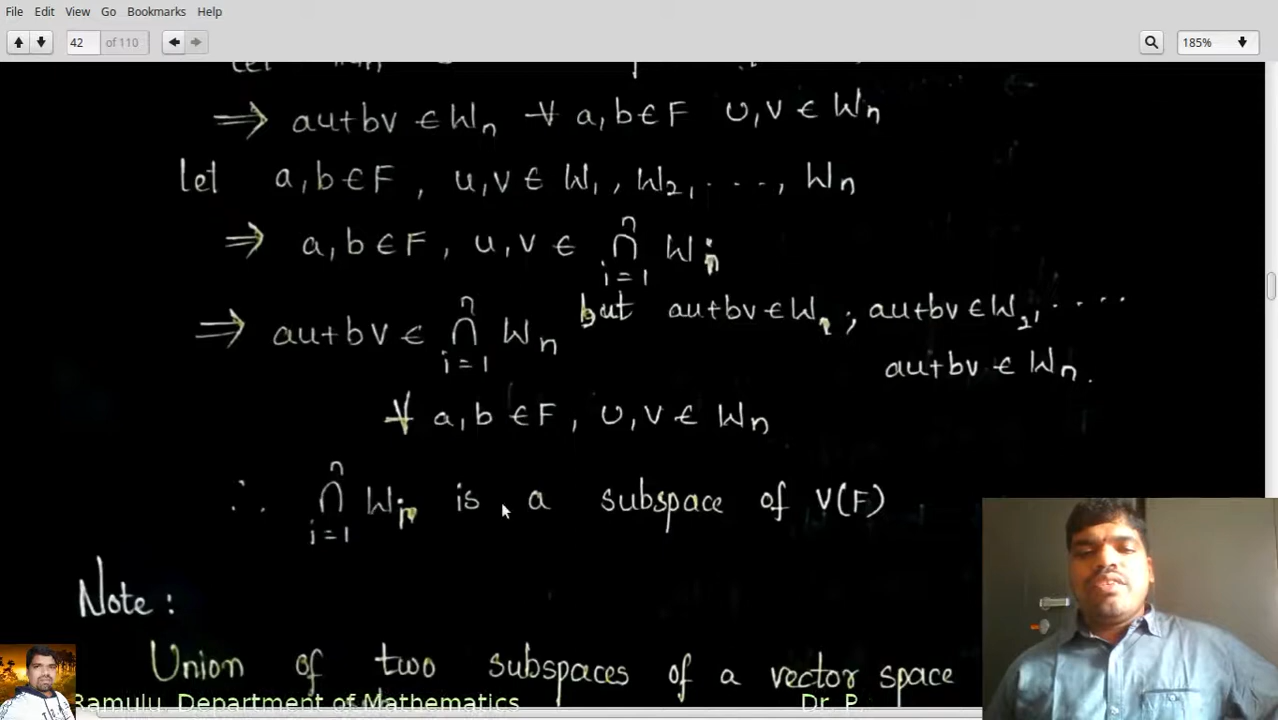 File Edit View Go Bookmarks Help
42 of 110 185%
⇒ au+bv ∈ Wn ∀ a,b ∈ F u,v ∈ Wn
let a,b ∈ F, u,v ∈ W1, W2, ...., Wn
⇒ a,b ∈ F, u,v ∈ n ∩ i=1 Wi
⇒ au+bv ∈ n ∩ i=1 Wn but au+bv ∈ W1; au+bv ∈ W2, ....
au+bv ∈ Wn.
∀ a,b ∈ F, u,v ∈ Wn
∴ n ∩ i=1 Wi is a subspace of V(F)
Note:
Union of two subspaces of a vector space
Ramulu, Department of Mathematics Dr. P.